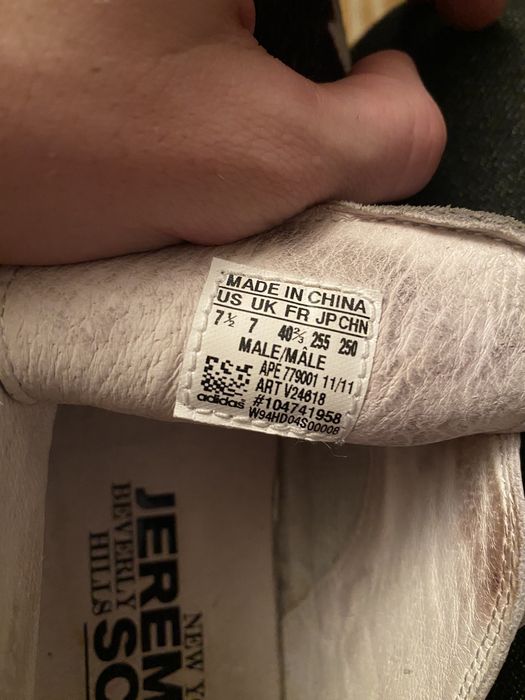 MADE IN CHINA
US UK FR JP CHN
7½ 7 40⅔ 255 250
MALE/MÂLE
APE 779001 11/11
ART V24618
#104741958
adidas
W94HD04S00008
JEREM
SC
BEVERLY
HILLS
NEW Y